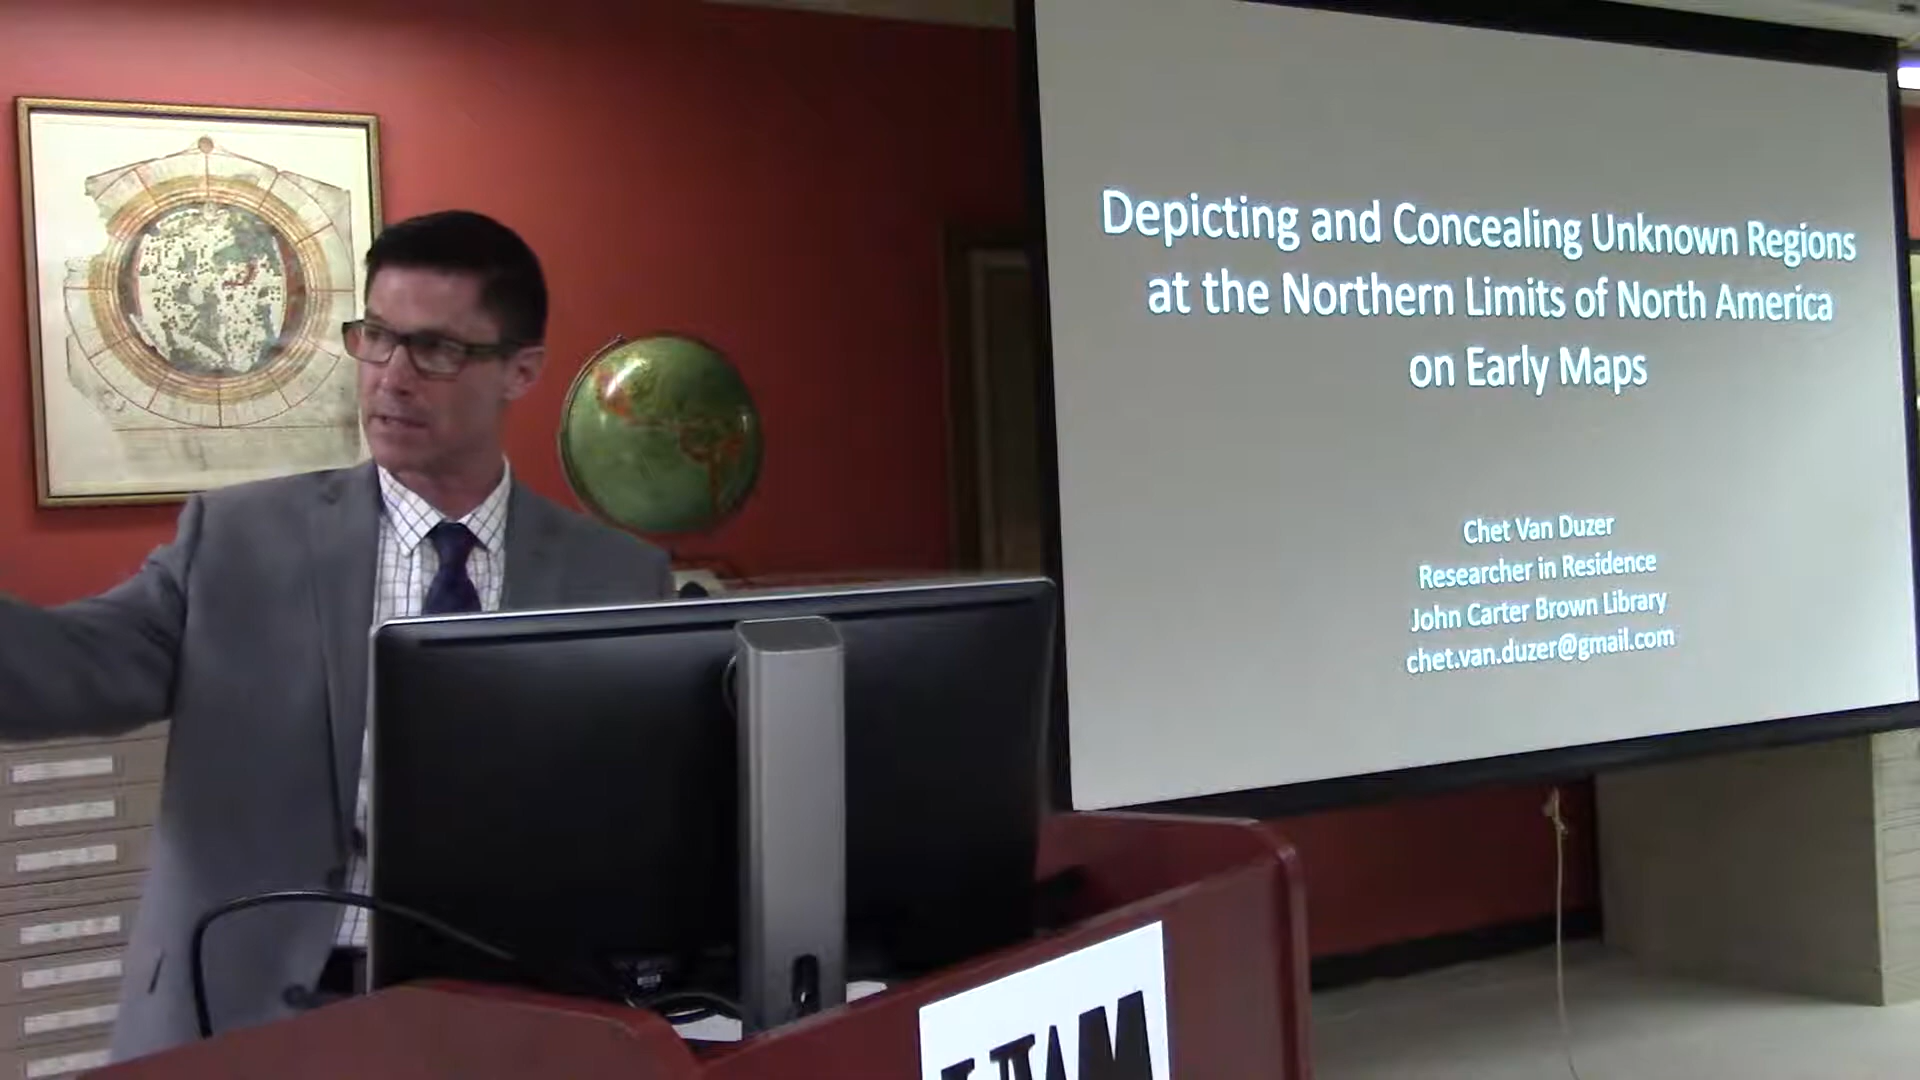 Depicting and Concealing Unknown Regions
at the Northern Limits of North America
on Early Maps
Chet Van Duzer
Researcher in Residence
John Carter Brown Library
chet.van.duzer@gmail.com
UWM